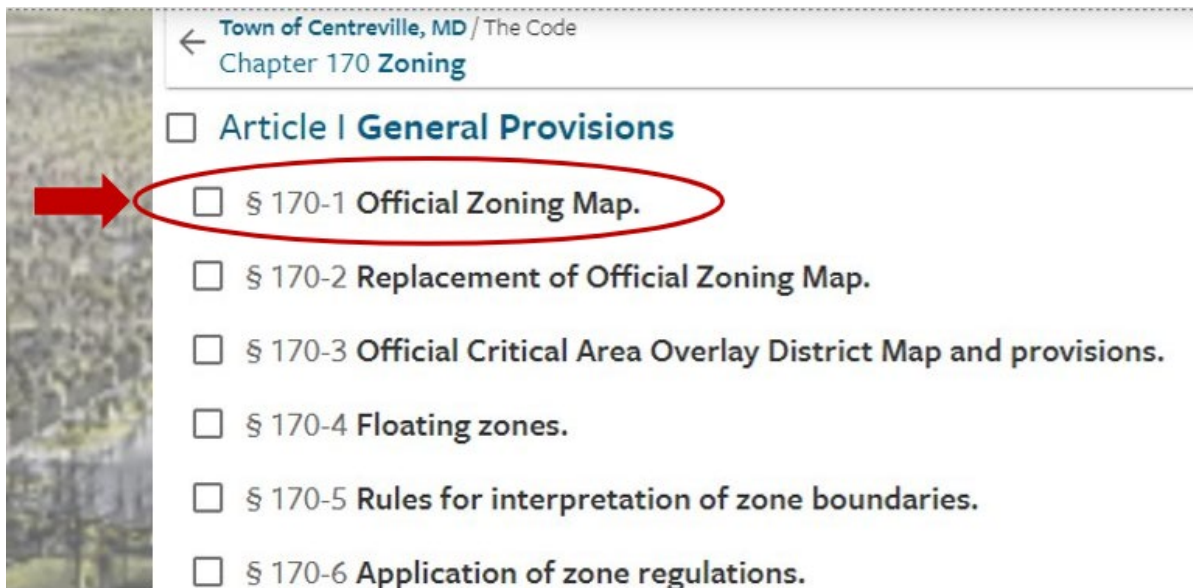 Town of Centreville, MD / The Code
Chapter 170 Zoning
Article I General Provisions
§ 170-1 Official Zoning Map.
§ 170-2 Replacement of Official Zoning Map.
§ 170-3 Official Critical Area Overlay District Map and provisions.
§ 170-4 Floating zones.
§ 170-5 Rules for interpretation of zone boundaries.
§ 170-6 Application of zone regulations.